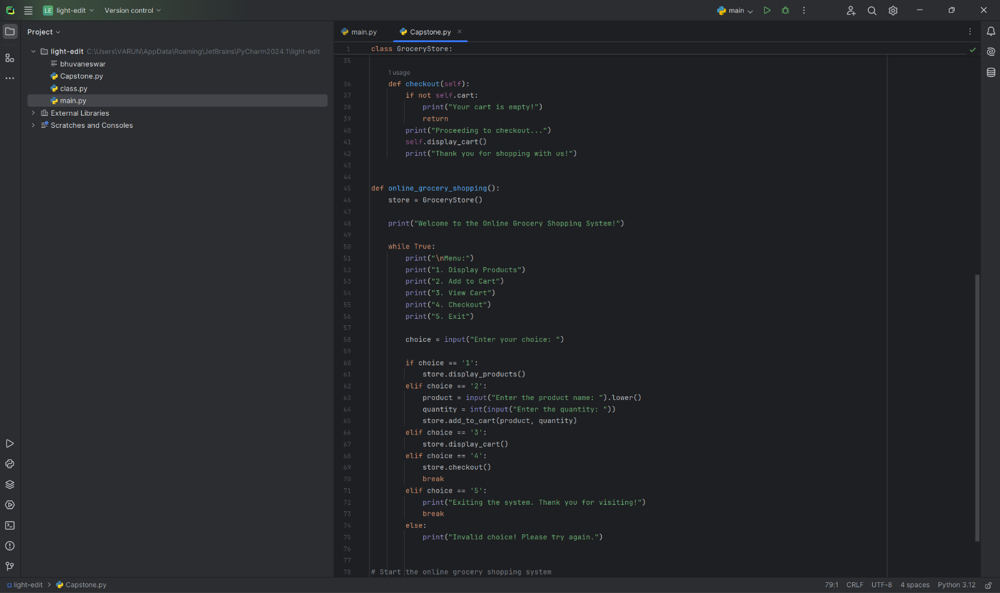 LE light-edit Version control main
Project main.py Capstone.py
light-edit C:\Users\VARUN\AppData\Roaming\JetBrains\PyCharm2024.1\light-edit
bhuvaneswar
Capstone.py
class.py
main.py
External Libraries
Scratches and Consoles
1 class GroceryStore:
35
1 usage
36 def checkout(self):
37 if not self.cart:
38 print("Your cart is empty!")
39 return
40 print("Proceeding to checkout...")
41 self.display_cart()
42 print("Thank you for shopping with us!")
43
44
45 def online_grocery_shopping():
46 store = GroceryStore()
47
48 print("Welcome to the Online Grocery Shopping System!")
49
50 while True:
51 print("\nMenu:")
52 print("1. Display Products")
53 print("2. Add to Cart")
54 print("3. View Cart")
55 print("4. Checkout")
56 print("5. Exit")
57
58 choice = input("Enter your choice: ")
59
60 if choice == '1':
61 store.display_products()
62 elif choice == '2':
63 product = input("Enter the product name: ").lower()
64 quantity = int(input("Enter the quantity: "))
65 store.add_to_cart(product, quantity)
66 elif choice == '3':
67 store.display_cart()
68 elif choice == '4':
69 store.checkout()
70 break
71 elif choice == '5':
72 print("Exiting the system. Thank you for visiting!")
73 break
74 else:
75 print("Invalid choice! Please try again.")
76
77
78 # Start the online grocery shopping system
light-edit > Capstone.py 79:1 CRLF UTF-8 4 spaces Python 3.12